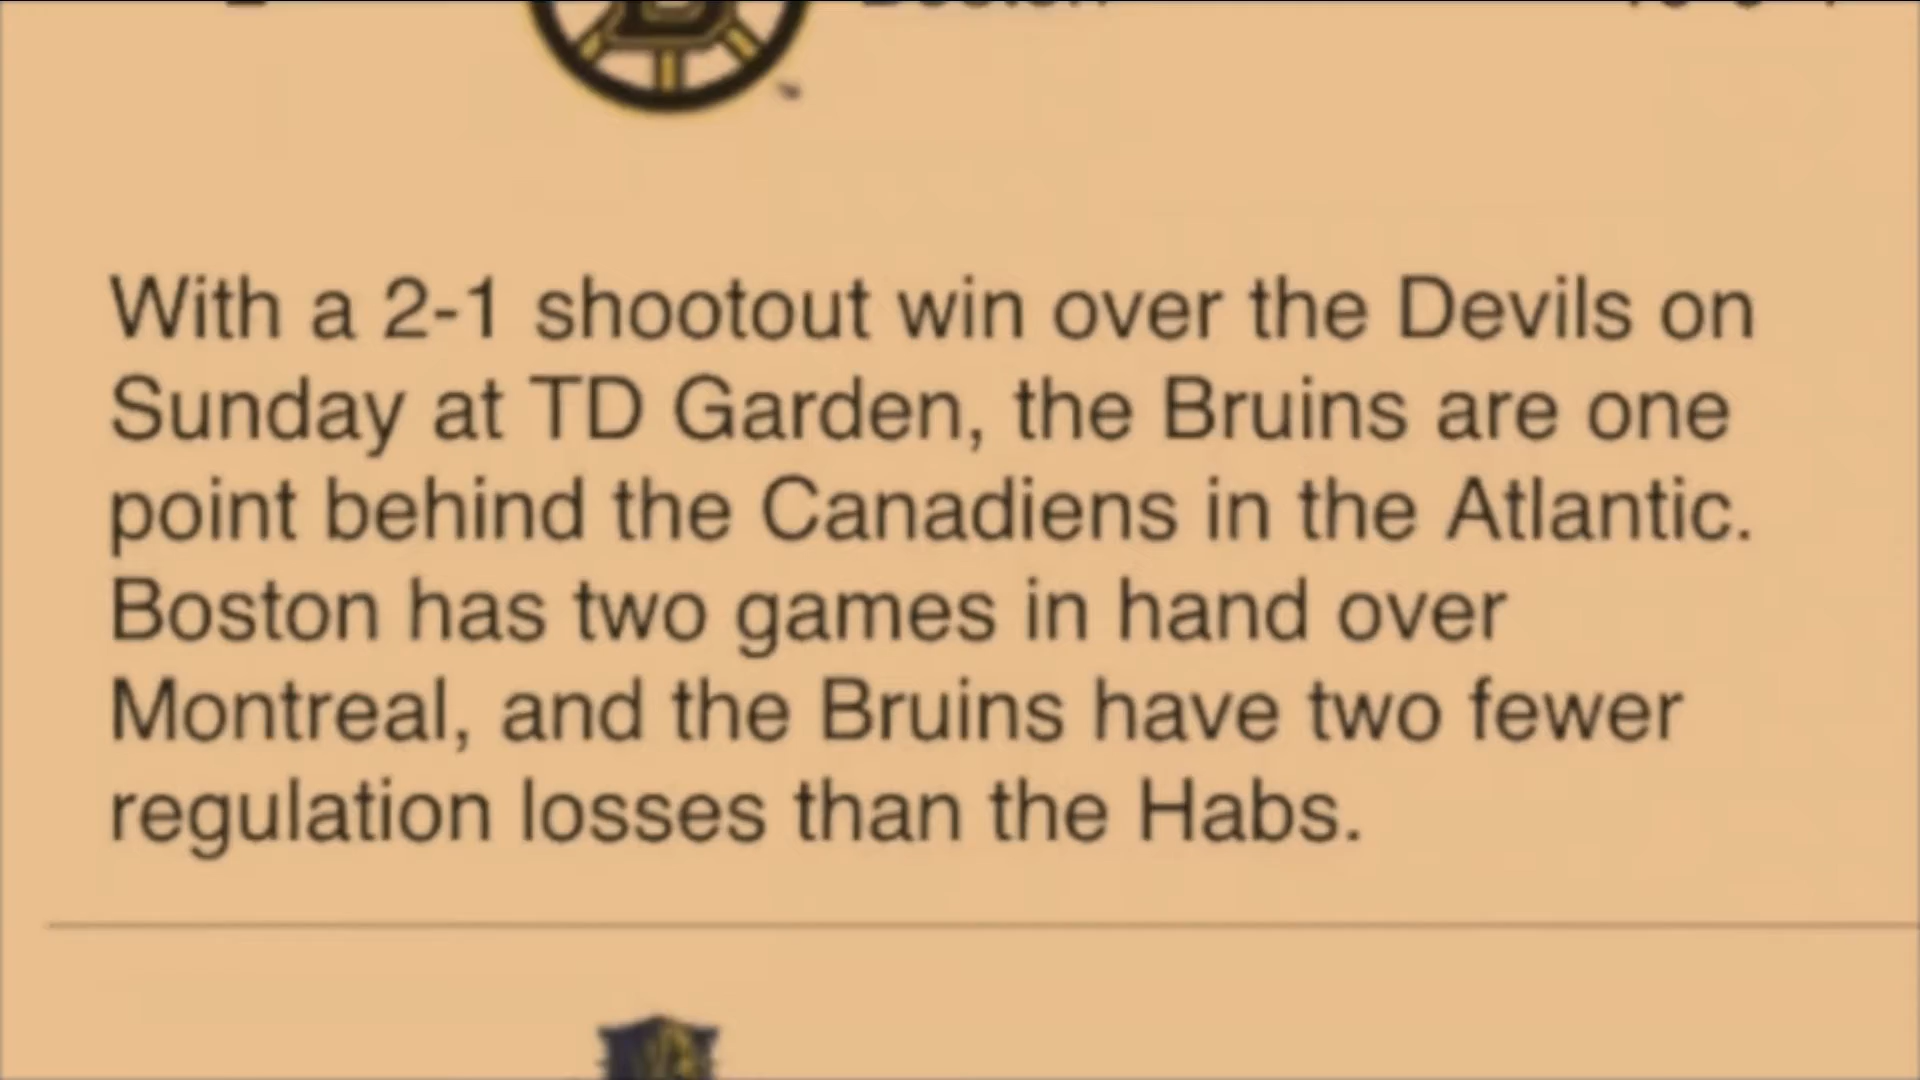 Boston
With a 2-1 shootout win over the Devils on
Sunday at TD Garden, the Bruins are one
point behind the Canadiens in the Atlantic.
Boston has two games in hand over
Montreal, and the Bruins have two fewer
regulation losses than the Habs.